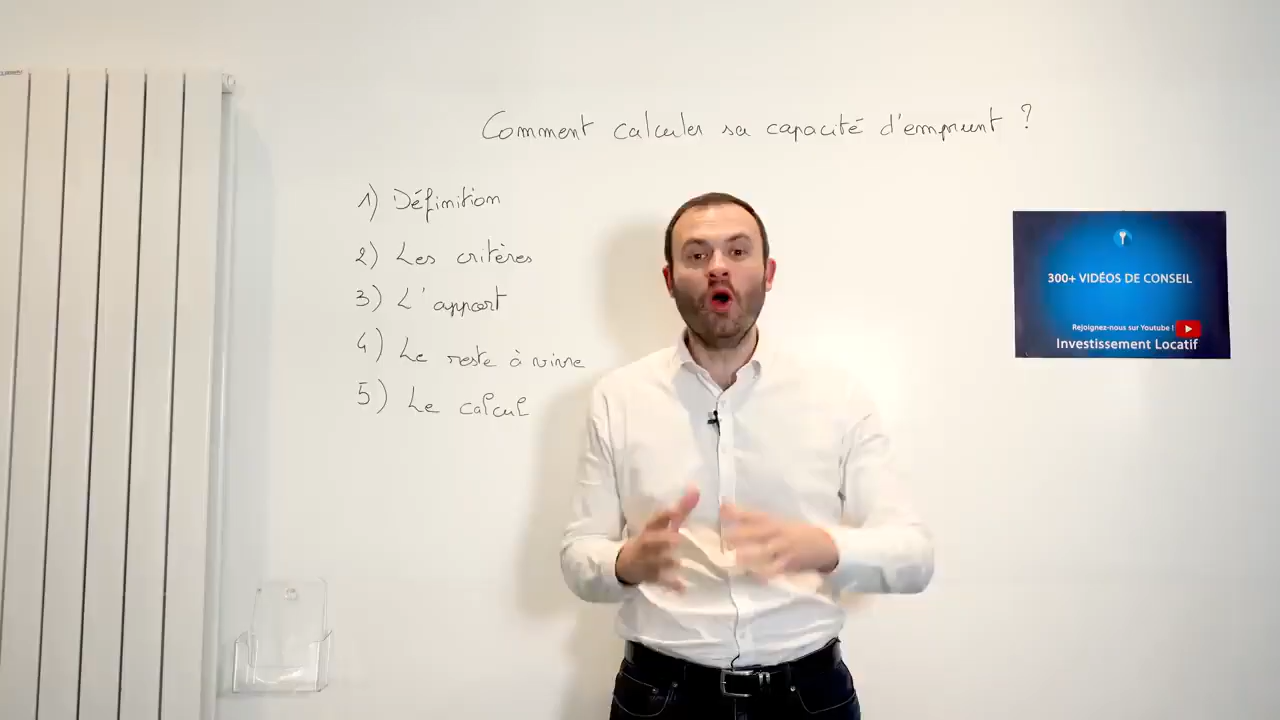 Comment calculer sa capacité d'emprunt ?
1) Définition
2) Les critères
3) L'apport
4) Le reste à vivre
5) Le calcul
300+ VIDÉOS DE CONSEIL
Rejoignez-nous sur Youtube !
Investissement Locatif